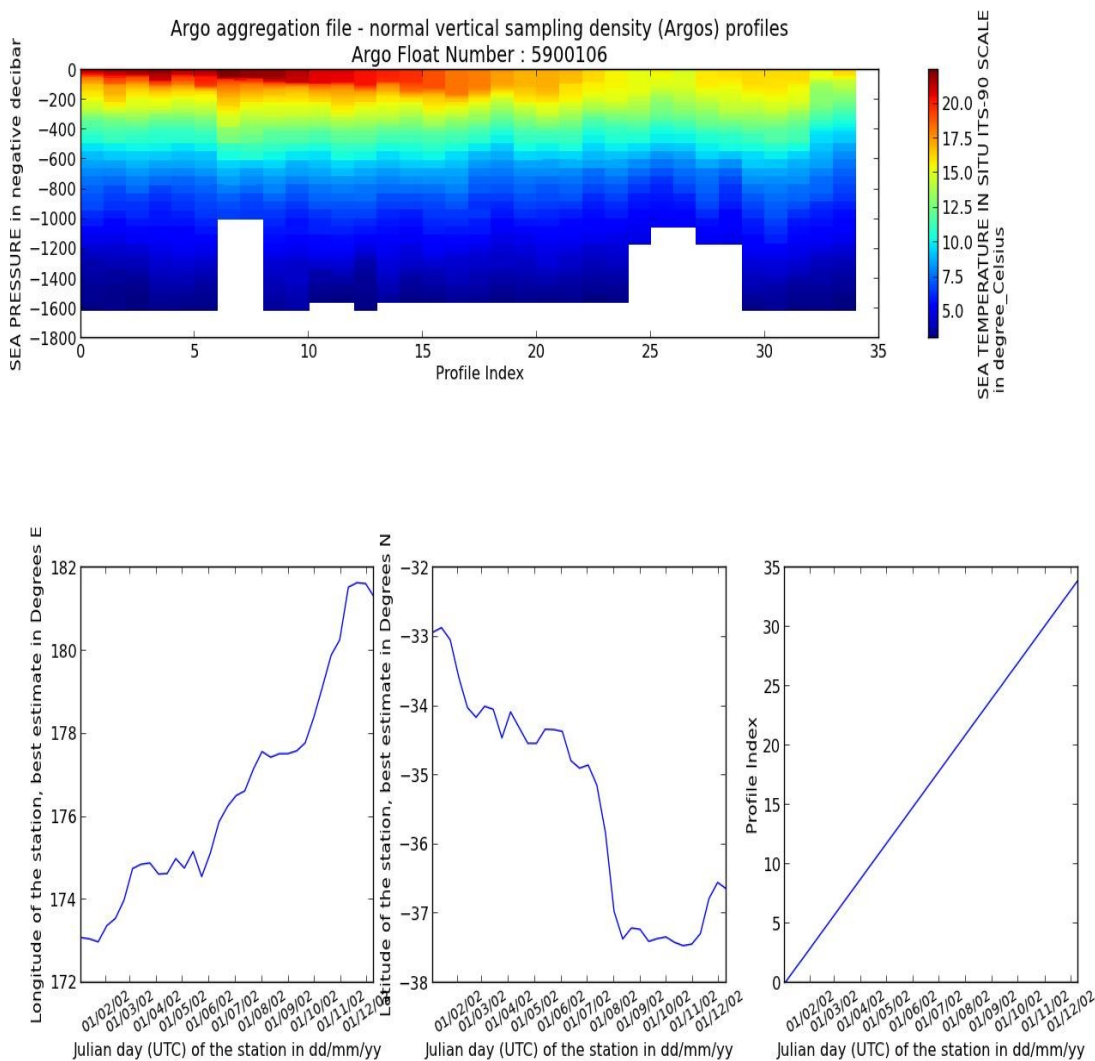 Argo aggregation file - normal vertical sampling density (Argos) profiles
Argo Float Number : 5900106
SEA PRESSURE in negative decibar
0
−200
−400
−600
−800
−1000
−1200
−1400
−1600
−1800
0 5 10 15 20 25 30 35
Profile Index
20.0
17.5
15.0
12.5
10.0
7.5
5.0
SEA TEMPERATURE IN SITU ITS-90 SCALE
in degree_Celsius
Longitude of the station, best estimate in Degrees E
182
180
178
176
174
172
01/02/02 01/03/02 01/04/02 01/05/02 01/06/02 01/07/02 01/08/02 01/09/02 01/10/02 01/11/02 01/12/02
Julian day (UTC) of the station in dd/mm/yy
Latitude of the station, best estimate in Degrees N
−32
−33
−34
−35
−36
−37
−38
01/02/02 01/03/02 01/04/02 01/05/02 01/06/02 01/07/02 01/08/02 01/09/02 01/10/02 01/11/02 01/12/02
Julian day (UTC) of the station in dd/mm/yy
Profile Index
35
30
25
20
15
10
5
0
01/02/02 01/03/02 01/04/02 01/05/02 01/06/02 01/07/02 01/08/02 01/09/02 01/10/02 01/11/02 01/12/02
Julian day (UTC) of the station in dd/mm/yy